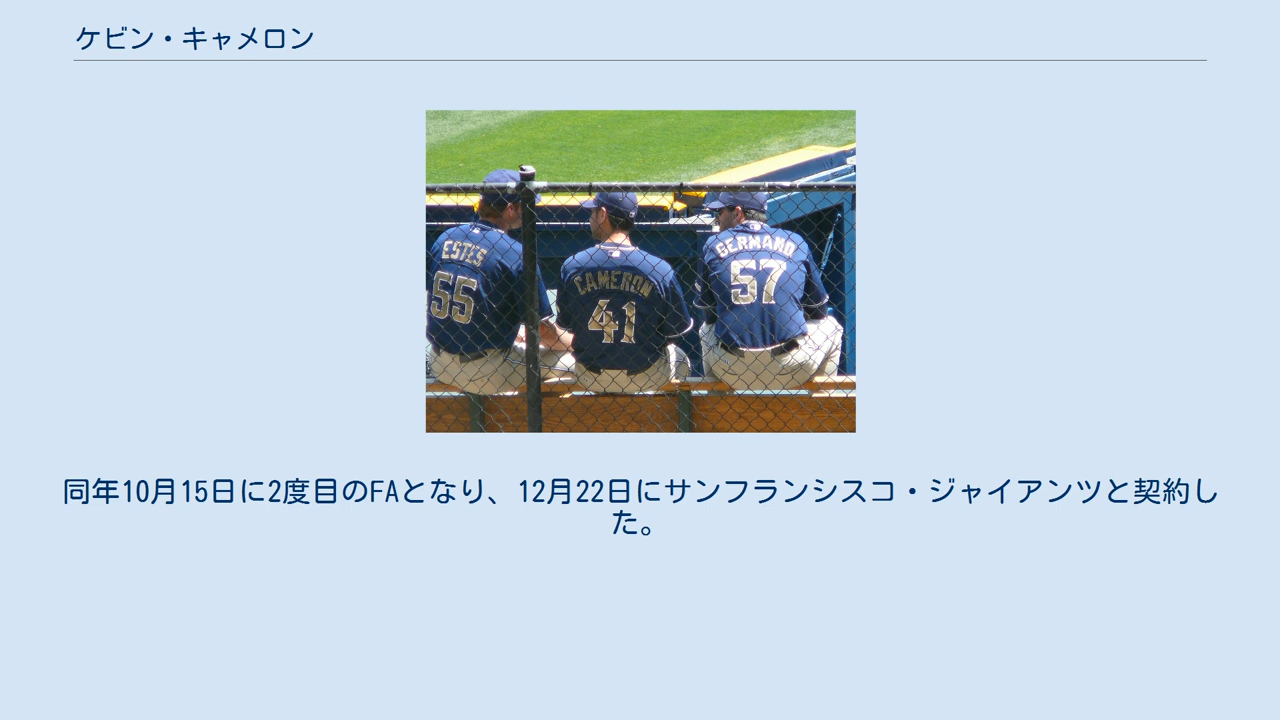 ケビン・キャメロン
ESTES
55
CAMERON
41
GERMANO
57
同年10月15日に2度目のFAとなり、12月22日にサンフランシスコ・ジャイアンツと契約し
た。